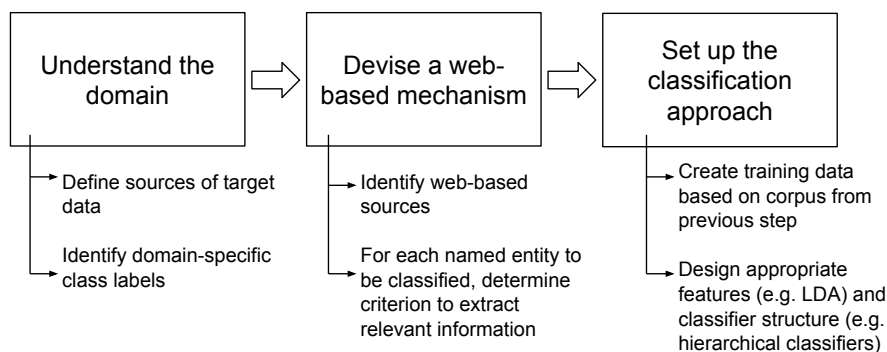 Understand the
domain
Define sources of target
data
Identify domain-specific
class labels
Devise a web-
based mechanism
Identify web-based
sources
For each named entity to
be classified, determine
criterion to extract
relevant information
Set up the
classification
approach
Create training data
based on corpus from
previous step
Design appropriate
features (e.g. LDA) and
classifier structure (e.g.
hierarchical classifiers)